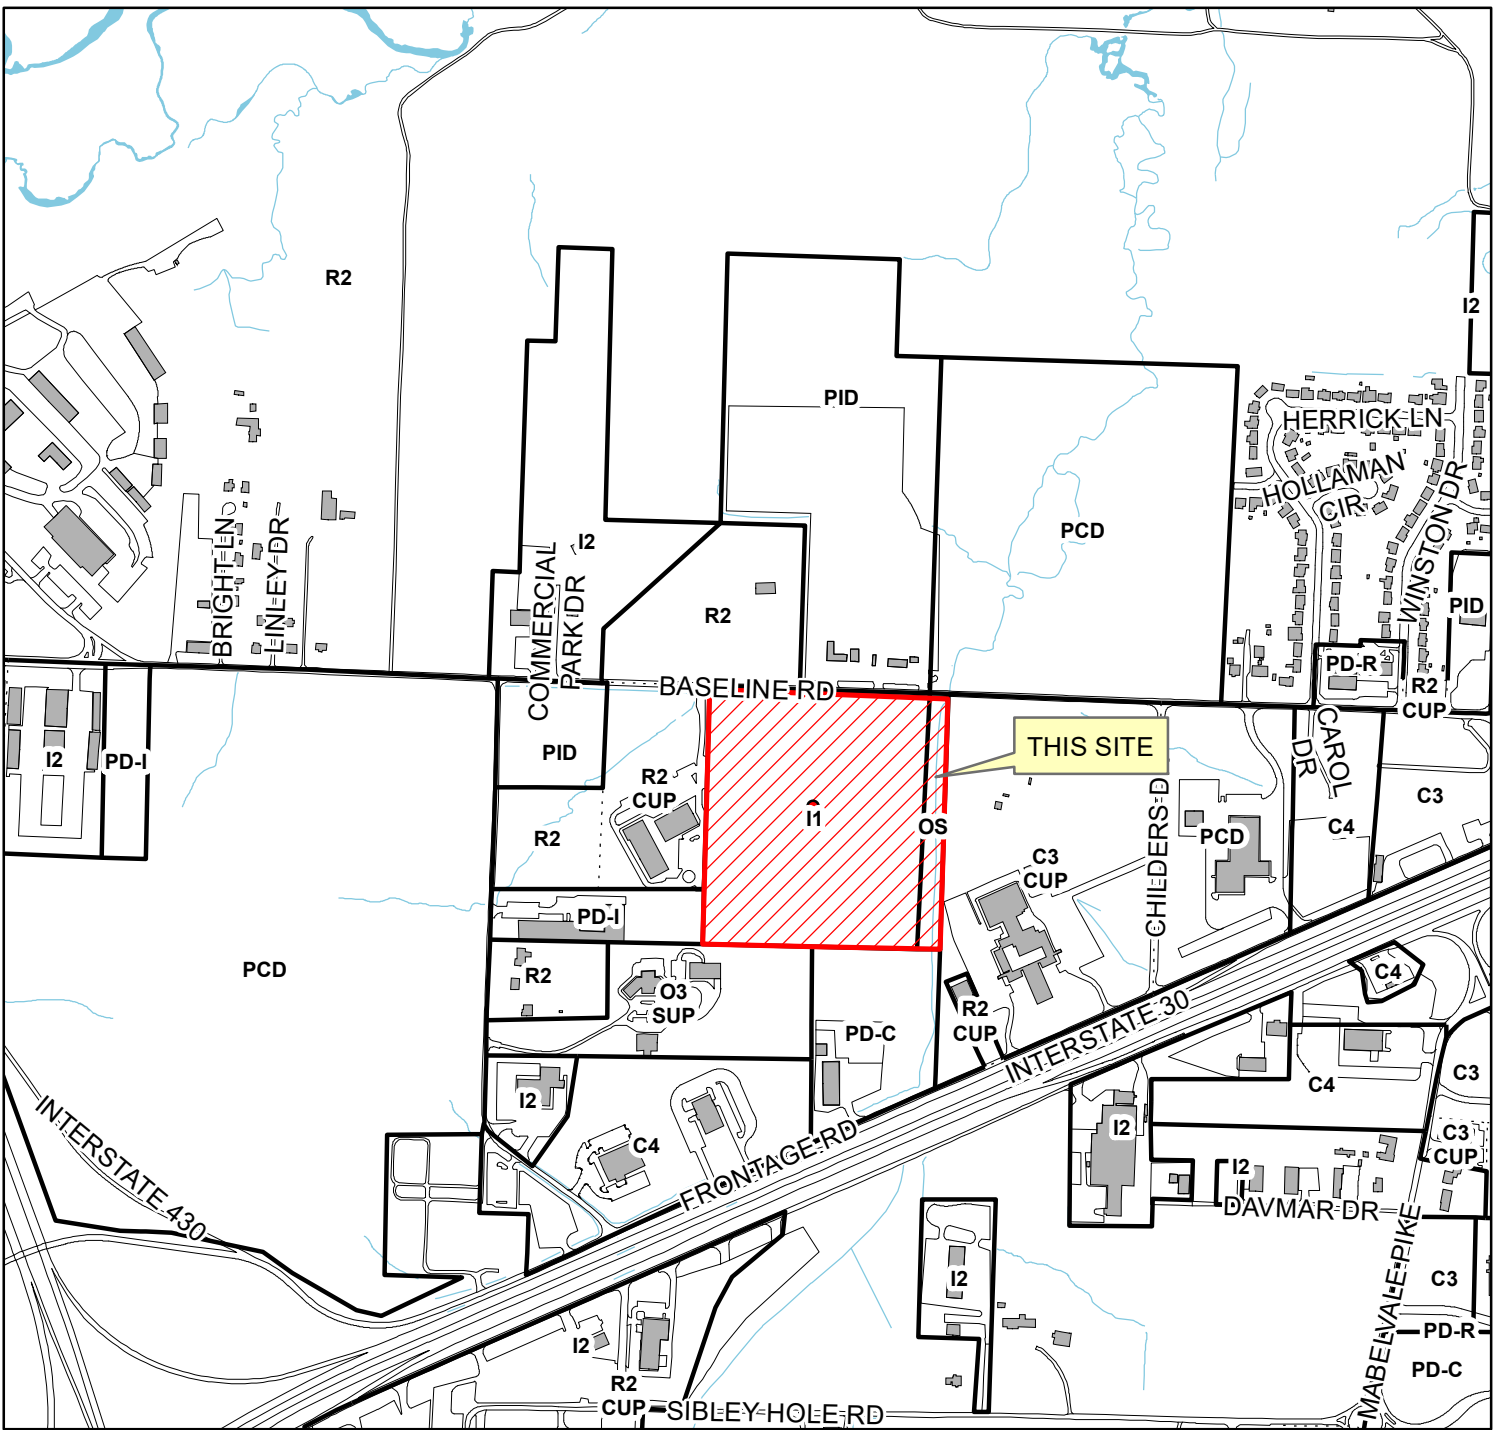 R2
I2
PID
HERRICK LN
HOLLAMAN
CIR
WINSTON DR
PCD
I2
COMMERCIAL
PARK DR
BRIGHT LN
LINLEY DR
R2
PID
PD-R
R2
CUP
BASELINE RD
THIS SITE
CAROL
DR
I2
PD-I
PID
R2
CUP
I1
OS
CHILDERS D
PCD
C3
C4
R2
C3
CUP
PD-I
PCD
R2
O3
SUP
PD-C
R2
CUP
C4
INTERSTATE 30
C4
C3
I2
C4
I2
C3
CUP
I2
INTERSTATE 430
FRONTAGE RD
DAVMAR DR
I2
C3
MABELVALE PIKE
I2
PD-R
PD-C
R2
CUP
SIBLEY HOLE RD